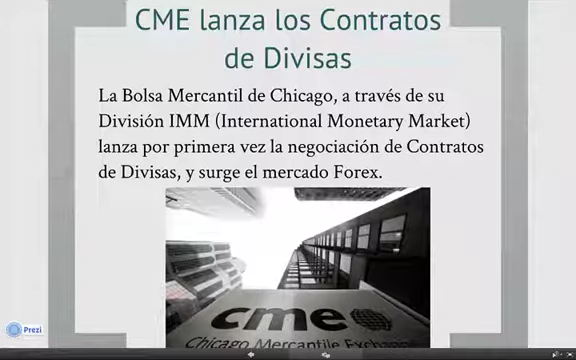 CME lanza los Contratos
de Divisas
La Bolsa Mercantil de Chicago, a través de su
División IMM (International Monetary Market)
lanza por primera vez la negociación de Contratos
de Divisas, y surge el mercado Forex.
cme
Chicago Mercantile Exchan
Prezi